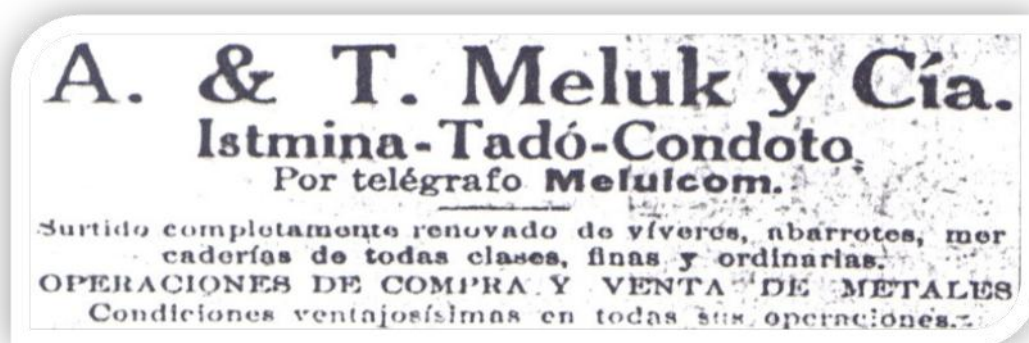 A. & T. Meluk y Cía.
Istmina-Tadó-Condoto.
Por telégrafo Melulcom.
Surtido completamente renovado de víveres, abarrotes, mer
caderías de todas clases, finas y ordinarias.
OPERACIONES DE COMPRA Y VENTA DE METALES
Condiciones ventajosísimas en todas sus operaciones.